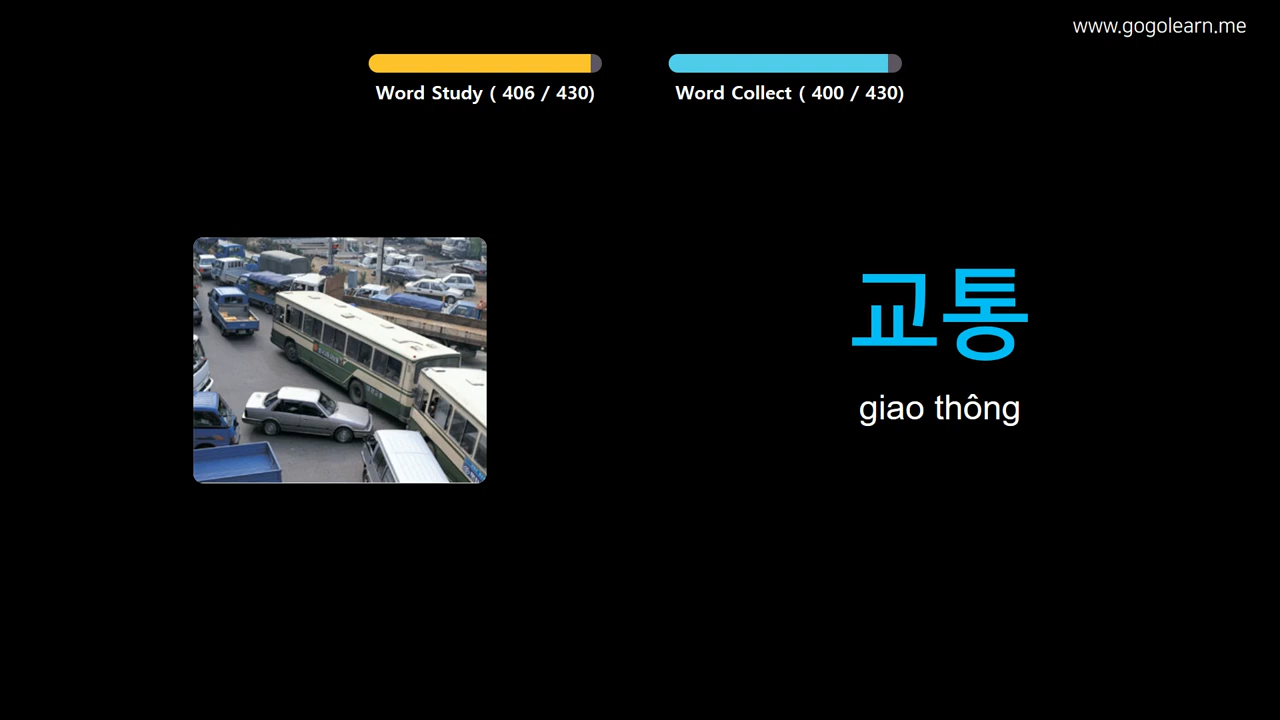 www.gogolearn.me
Word Study ( 406 / 430)
Word Collect ( 400 / 430)
교통
giao thông